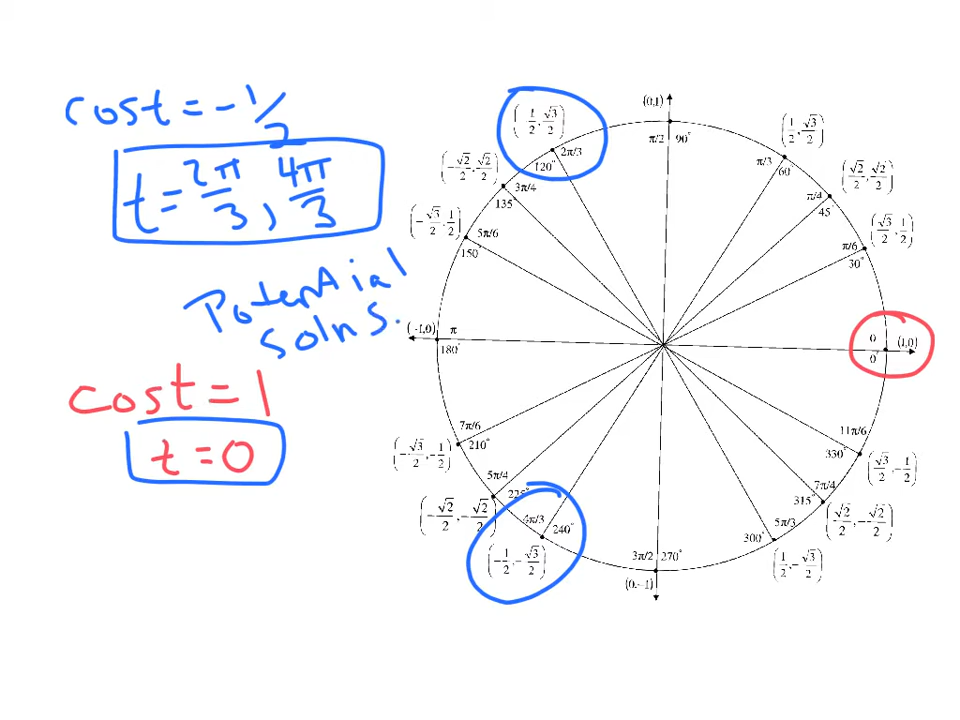 cost = -1/2
t = 2π/3, 4π/3
Potential
Solns.
cost = 1
t = 0
(0,1)
π/2 90°
(-1/2, √3/2)
2π/3
120°
(-√2/2, √2/2)
3π/4
135°
(-√3/2, 1/2)
5π/6
150°
(-1,0) π
180°
7π/6
210°
(-√3/2, -1/2)
5π/4
225°
(-√2/2, -√2/2)
4π/3
240°
(-1/2, -√3/2)
3π/2 270°
(0,-1)
(1/2, √3/2)
π/3
60°
(√2/2, √2/2)
π/4
45°
(√3/2, 1/2)
π/6
30°
0 (1,0)
0°
11π/6
330°
(√3/2, -1/2)
7π/4
315°
(√2/2, -√2/2)
5π/3
300°
(1/2, -√3/2)